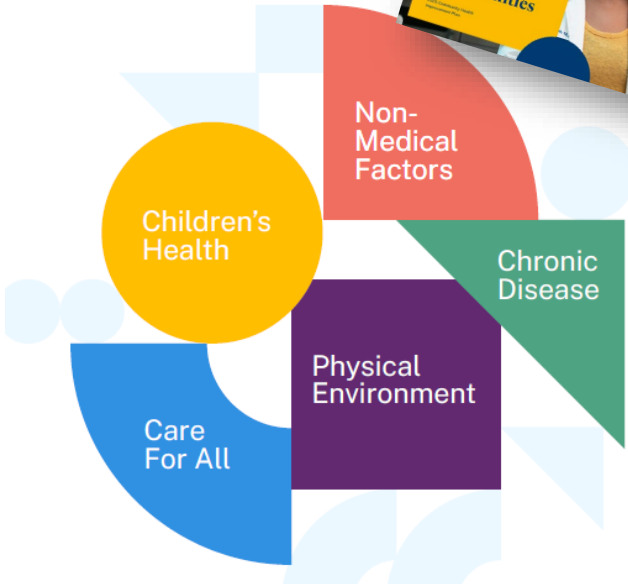 Non-
Medical
Factors
Children's
Health
Chronic
Disease
Physical
Environment
Care
For All